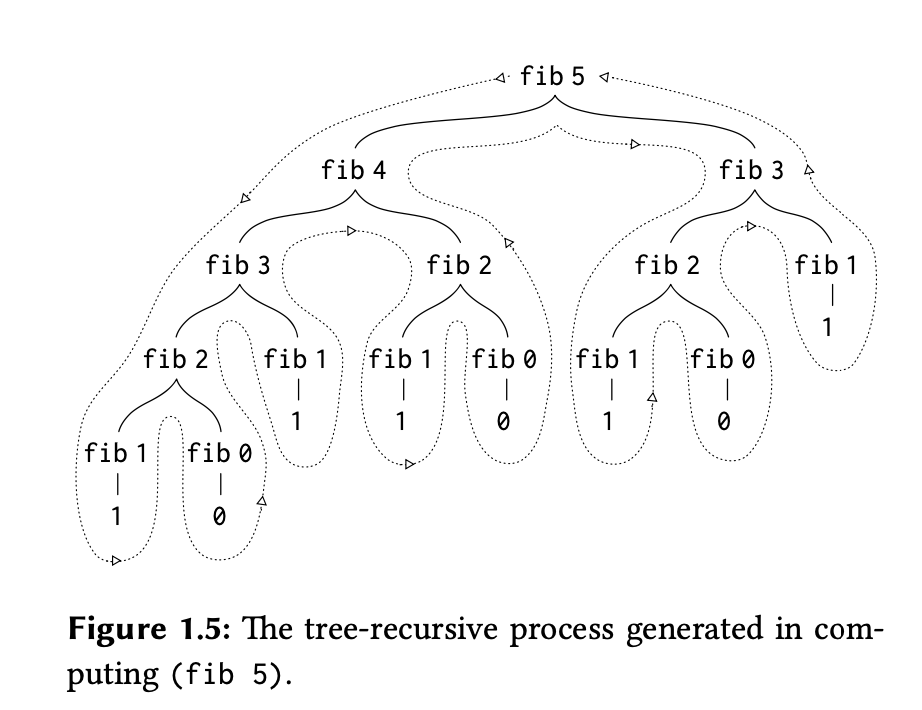 fib 5
fib 4 fib 3
fib 3 fib 2 fib 2 fib 1
1
fib 2 fib 1 fib 1 fib 0 fib 1 fib 0
1 1 0 1 0
fib 1 fib 0
1 0
Figure 1.5: The tree-recursive process generated in com-
puting (fib 5).